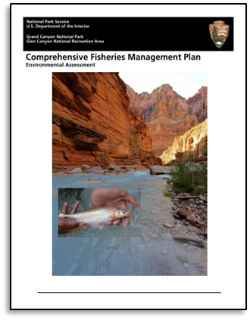 National Park Service
U.S. Department of the Interior
Grand Canyon National Park
Glen Canyon National Recreation Area
Comprehensive Fisheries Management Plan
Environmental Assessment